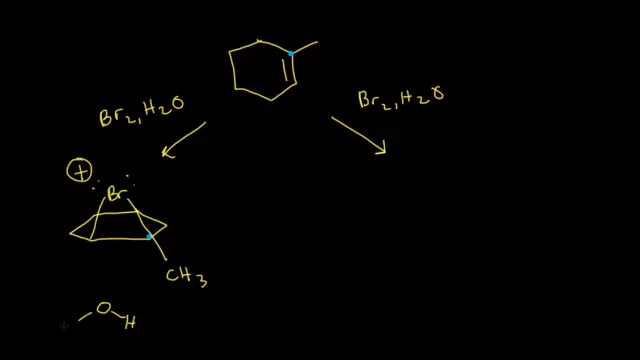 Br2, H2O
Br2, H2O
+
Br
CH3
O
H